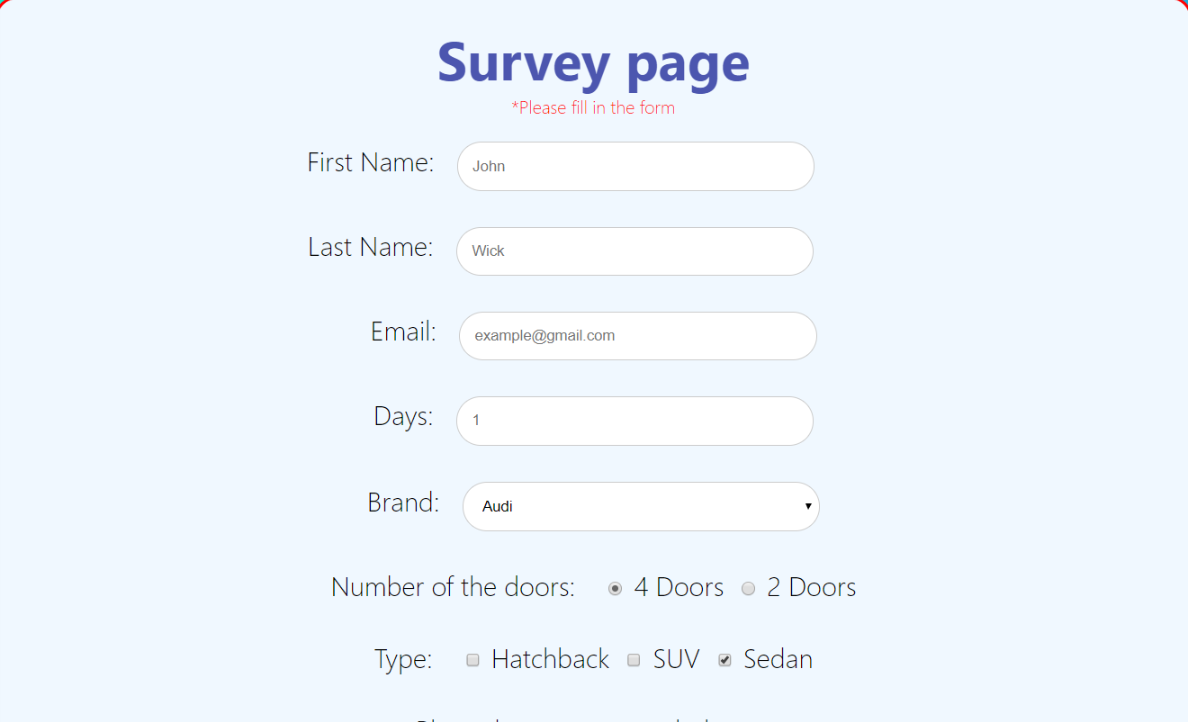 Survey page
*Please fill in the form
First Name: John
Last Name: Wick
Email: example@gmail.com
Days: 1
Brand: Audi
Number of the doors: 4 Doors 2 Doors
Type: Hatchback SUV Sedan